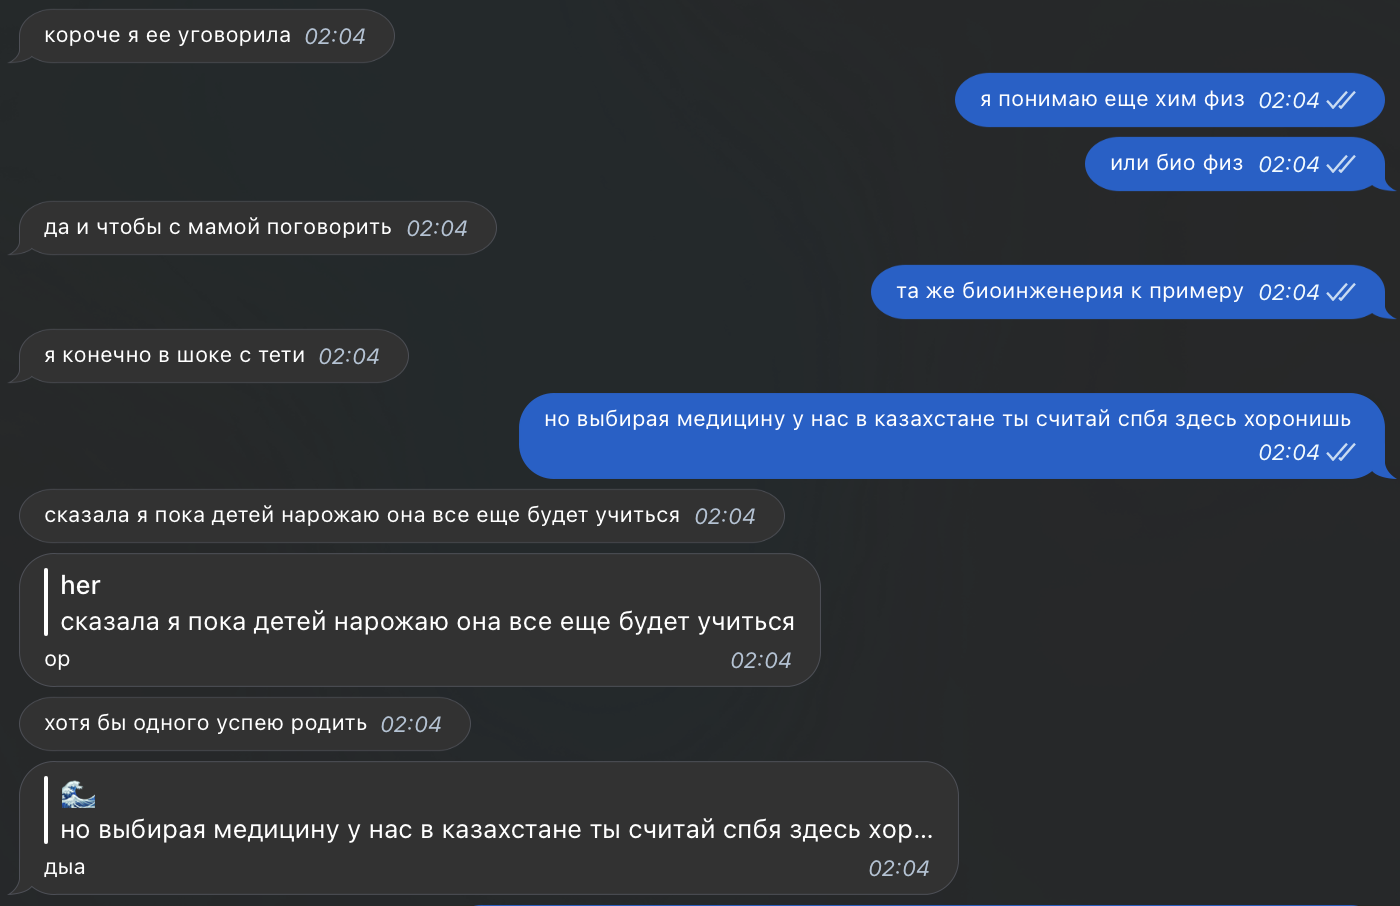 короче я ее уговорила 02:04
я понимаю еще хим физ 02:04
или био физ 02:04
да и чтобы с мамой поговорить 02:04
та же биоинженерия к примеру 02:04
я конечно в шоке с тети 02:04
но выбирая медицину у нас в казахстане ты считай спбя здесь хоронишь
02:04
сказала я пока детей нарожаю она все еще будет учиться 02:04
her
сказала я пока детей нарожаю она все еще будет учиться
ор 02:04
хотя бы одного успею родить 02:04
🌊
но выбирая медицину у нас в казахстане ты считай спбя здесь хор...
дыа 02:04